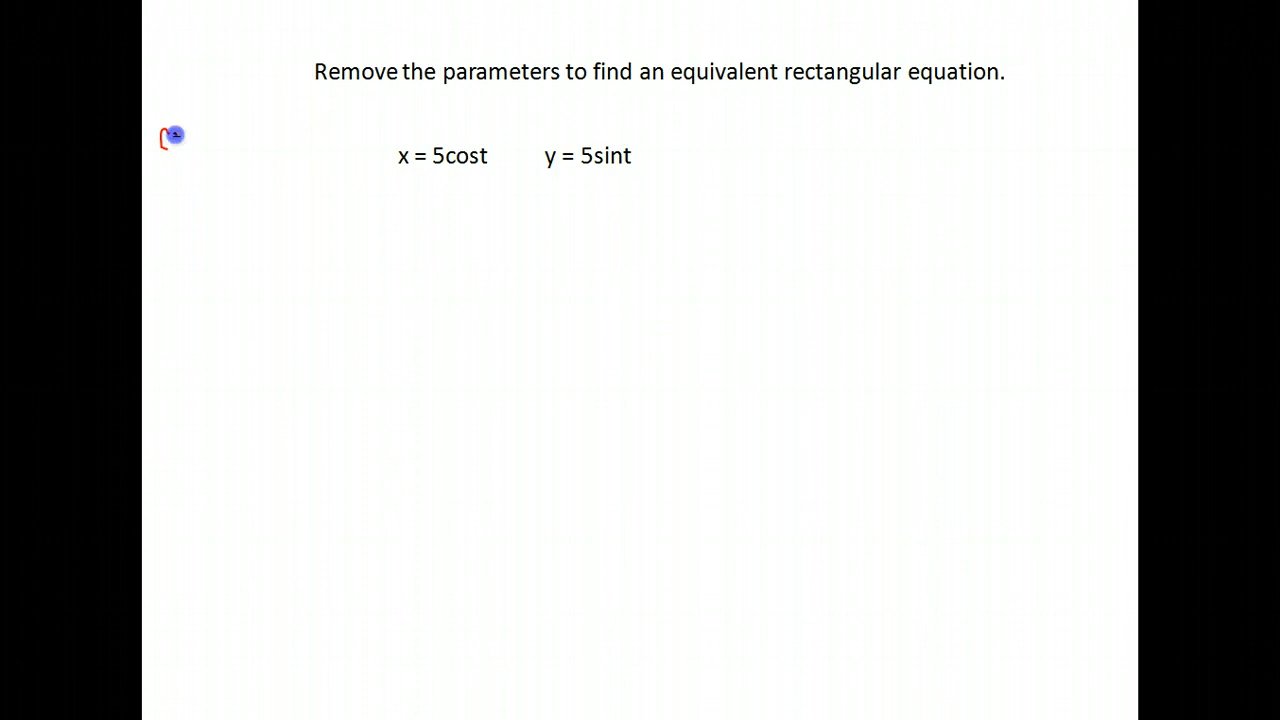 Remove the parameters to find an equivalent rectangular equation.
x = 5cost y = 5sint